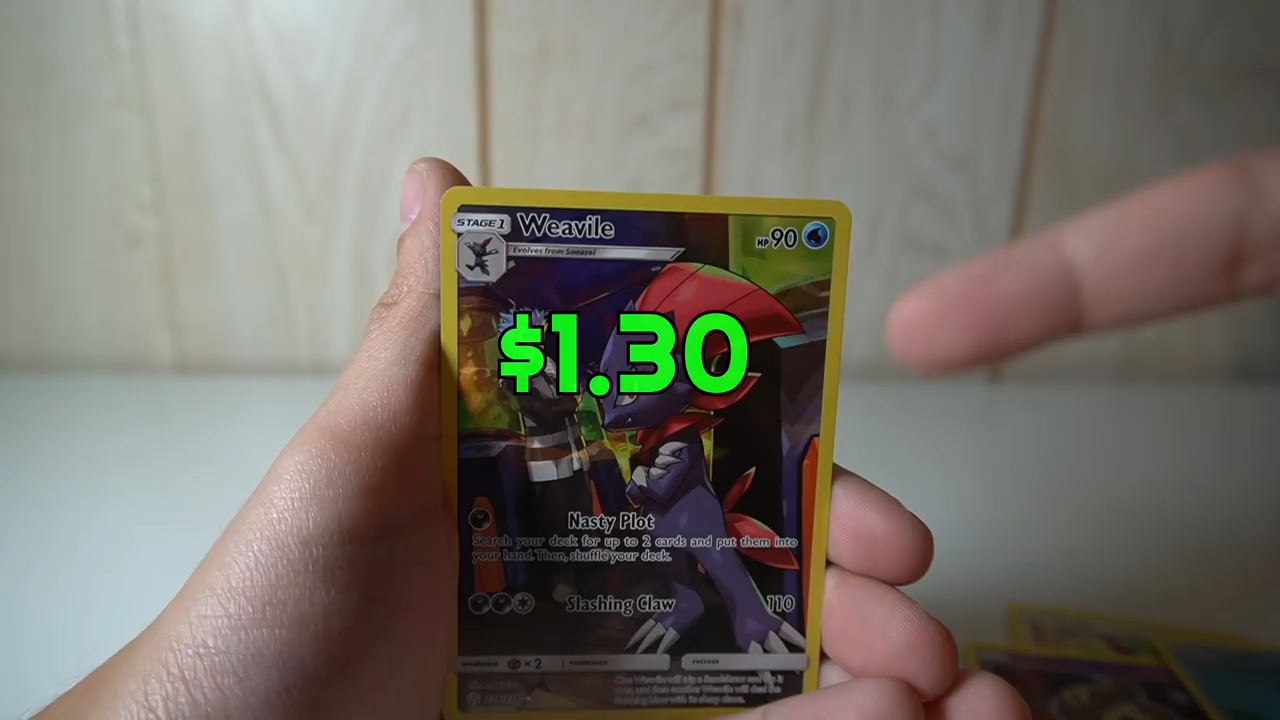 STAGE 1 Weavile HP 90
Evolves from Sneasel
$1.30
Nasty Plot
Search your deck for up to 2 cards and put them into
your hand. Then, shuffle your deck.
Slashing Claw 110
weakness ×2 resistance retreat